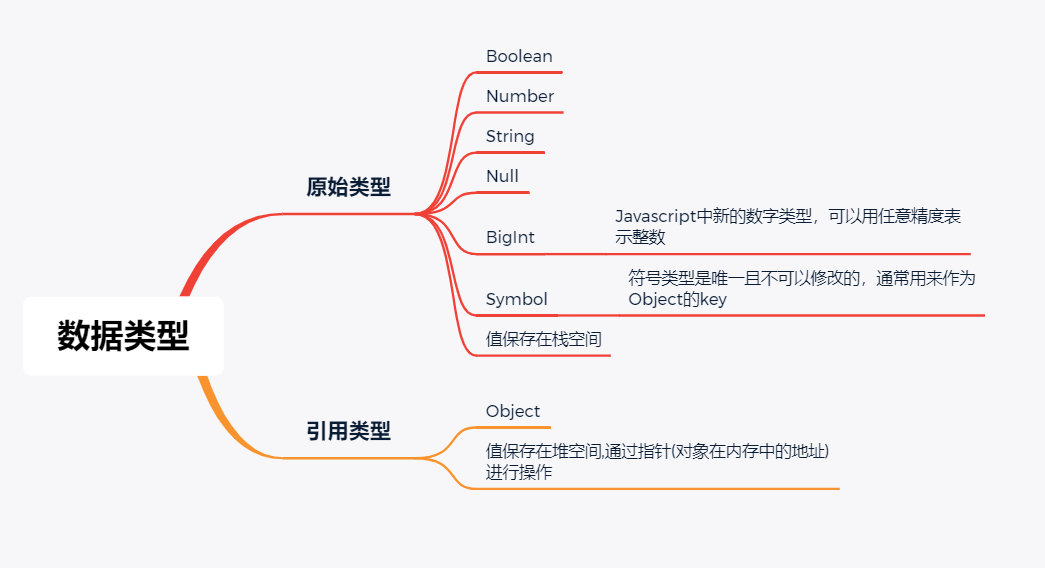 数据类型
原始类型
Boolean
Number
String
Null
BigInt
Javascript中新的数字类型，可以用任意精度表
示整数
Symbol
符号类型是唯一且不可以修改的，通常用来作为
Object的key
值保存在栈空间
引用类型
Object
值保存在堆空间,通过指针(对象在内存中的地址)
进行操作